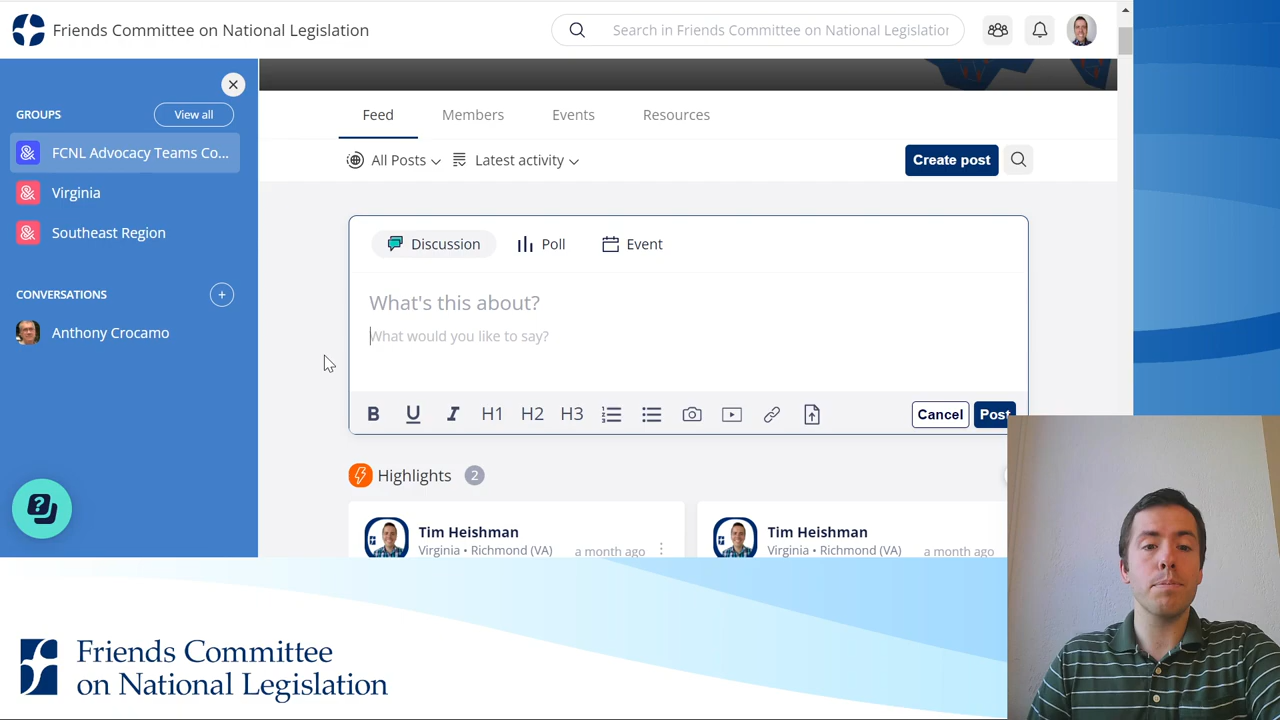 Friends Committee on National Legislation
Search in Friends Committee on National Legislation
GROUPS
View all
FCNL Advocacy Teams Co...
Virginia
Southeast Region
CONVERSATIONS
Anthony Crocamo
Feed Members Events Resources
All Posts Latest activity Create post
Discussion Poll Event
What's this about?
What would you like to say?
B U I H1 H2 H3 Cancel Post
Highlights 2
Tim Heishman
Virginia • Richmond (VA) a month ago
Tim Heishman
Virginia • Richmond (VA) a month ago
Friends Committee
on National Legislation